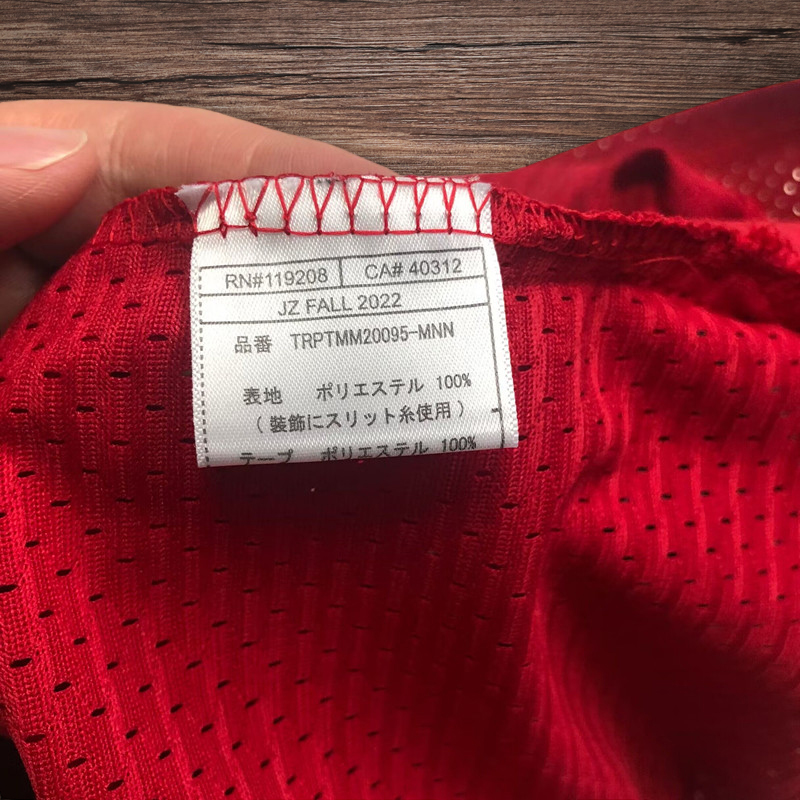 RN#119208 CA# 40312
JZ FALL 2022
品番 TRPTMM20095-MNN
表地 ポリエステル 100%
(装飾にスリット糸使用)
テープ ポリエステル 100%